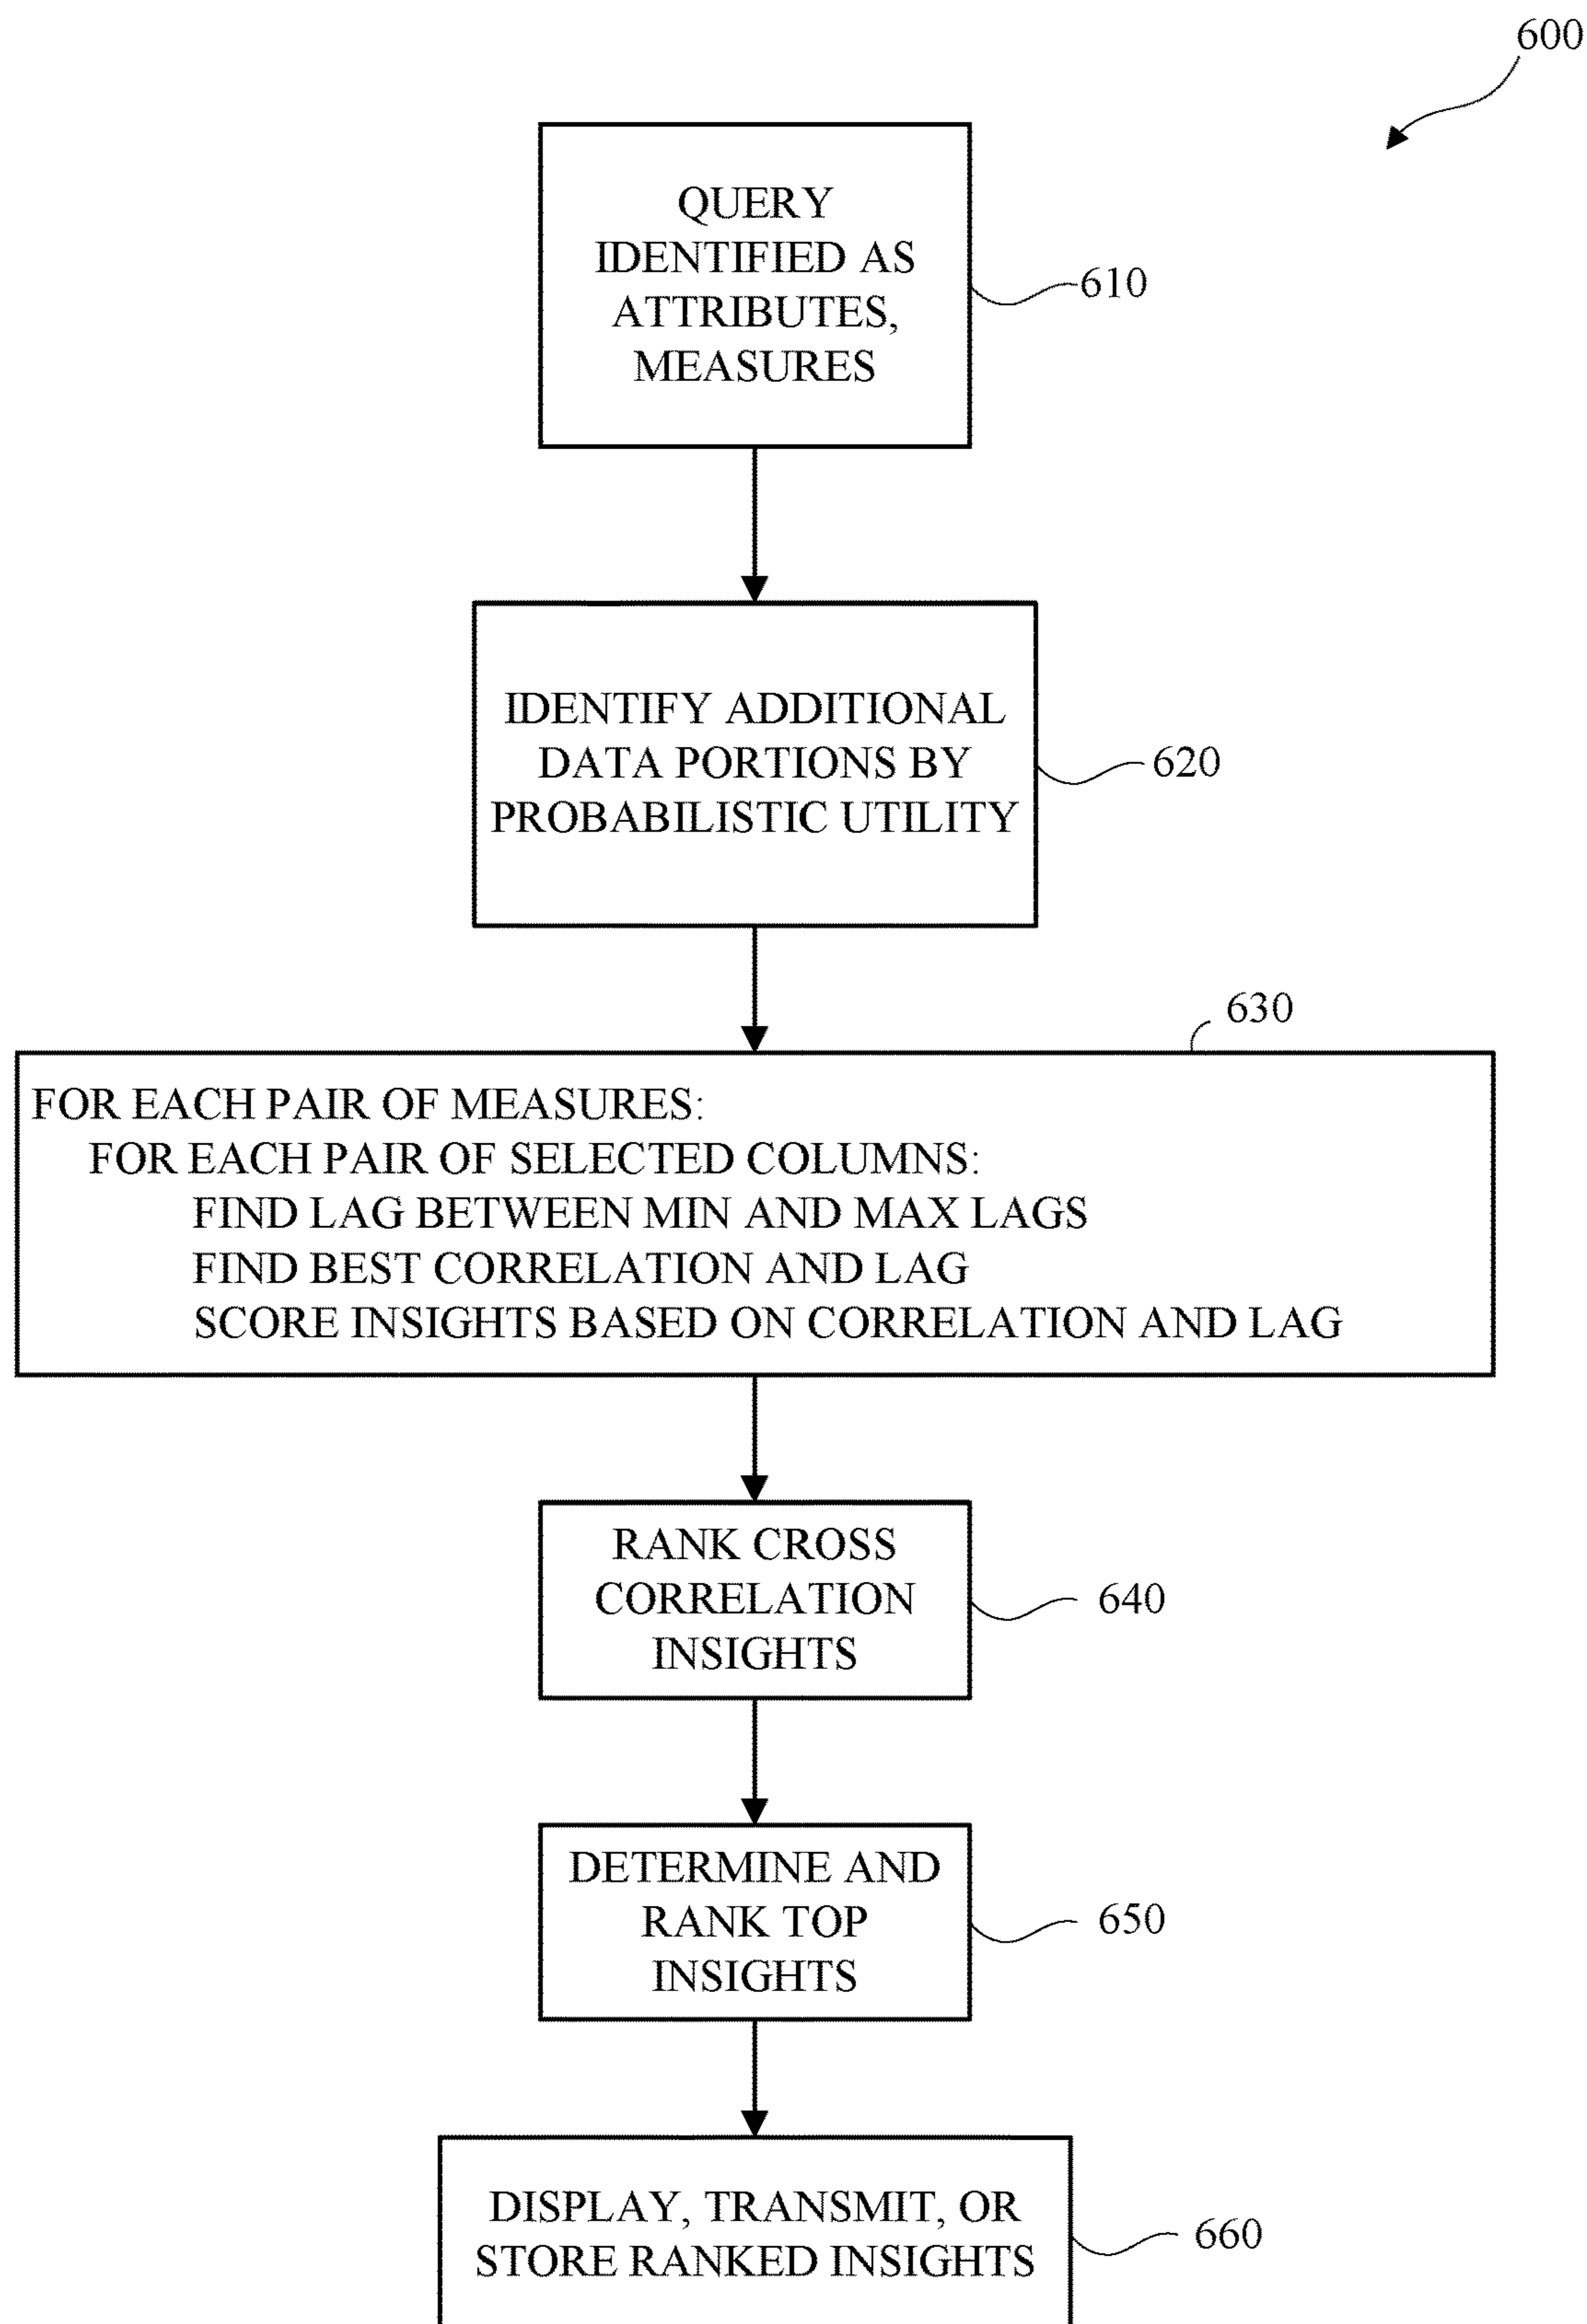 600
QUERY
IDENTIFIED AS
ATTRIBUTES,
MEASURES
610
IDENTIFY ADDITIONAL
DATA PORTIONS BY
PROBABILISTIC UTILITY
620
630
FOR EACH PAIR OF MEASURES:
FOR EACH PAIR OF SELECTED COLUMNS:
FIND LAG BETWEEN MIN AND MAX LAGS
FIND BEST CORRELATION AND LAG
SCORE INSIGHTS BASED ON CORRELATION AND LAG
RANK CROSS
CORRELATION
INSIGHTS
640
DETERMINE AND
RANK TOP
INSIGHTS
650
DISPLAY, TRANSMIT, OR
STORE RANKED INSIGHTS
660